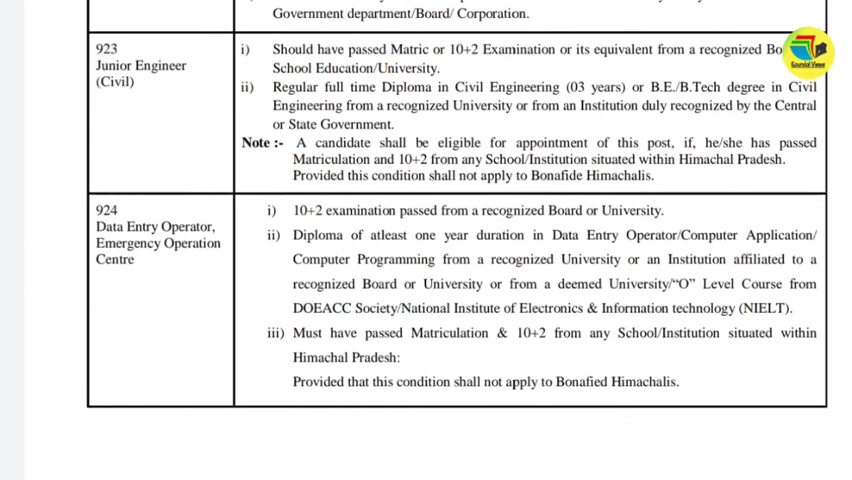 Government department/Board/ Corporation.
923
Junior Engineer
(Civil)
i) Should have passed Matric or 10+2 Examination or its equivalent from a recognized Bo
School Education/University.
ii) Regular full time Diploma in Civil Engineering (03 years) or B.E./B.Tech degree in Civil
Engineering from a recognized University or from an Institution duly recognized by the Central
or State Government.
Note :- A candidate shall be eligible for appointment of this post, if, he/she has passed
Matriculation and 10+2 from any School/Institution situated within Himachal Pradesh.
Provided this condition shall not apply to Bonafide Himachalis.
924
Data Entry Operator,
Emergency Operation
Centre
i) 10+2 examination passed from a recognized Board or University.
ii) Diploma of atleast one year duration in Data Entry Operator/Computer Application/
Computer Programming from a recognized University or an Institution affiliated to a
recognized Board or University or from a deemed University/“O” Level Course from
DOEACC Society/National Institute of Electronics & Information technology (NIELT).
iii) Must have passed Matriculation & 10+2 from any School/Institution situated within
Himachal Pradesh:
Provided that this condition shall not apply to Bonafied Himachalis.